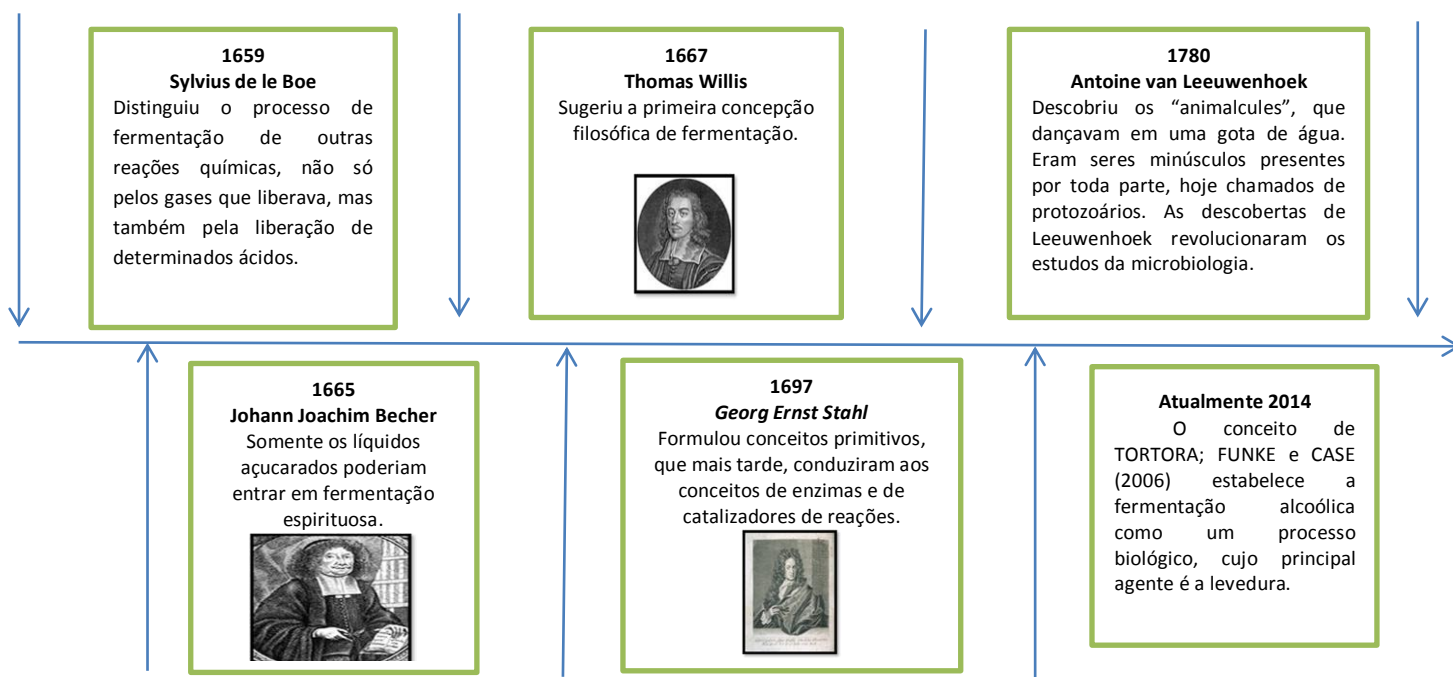 1659
Sylvius de le Boe
Distinguiu o processo de
fermentação de outras
reações químicas, não só
pelos gases que liberava, mas
também pela liberação de
determinados ácidos.
1667
Thomas Willis
Sugeriu a primeira concepção
filosófica de fermentação.
1780
Antoine van Leeuwenhoek
Descobriu os “animalcules”, que
dançavam em uma gota de água.
Eram seres minúsculos presentes
por toda parte, hoje chamados de
protozoários. As descobertas de
Leeuwenhoek revolucionaram os
estudos da microbiologia.
1665
Johann Joachim Becher
Somente os líquidos
açucarados poderiam
entrar em fermentação
espirituosa.
1697
Georg Ernst Stahl
Formulou conceitos primitivos,
que mais tarde, conduziram aos
conceitos de enzimas e de
catalizadores de reações.
Atualmente 2014
O conceito de
TORTORA; FUNKE e CASE
(2006) estabelece a
fermentação alcoólica
como um processo
biológico, cujo principal
agente é a levedura.